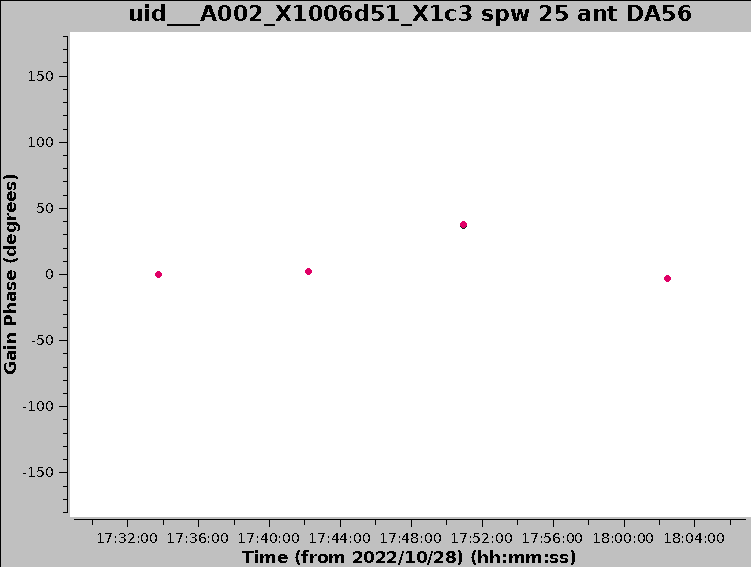 uid___A002_X1006d51_X1c3 spw 25 ant DA56
150
100
50
0
-50
-100
-150
Gain Phase (degrees)
17:32:00 17:36:00 17:40:00 17:44:00 17:48:00 17:52:00 17:56:00 18:00:00 18:04:00
Time (from 2022/10/28) (hh:mm:ss)